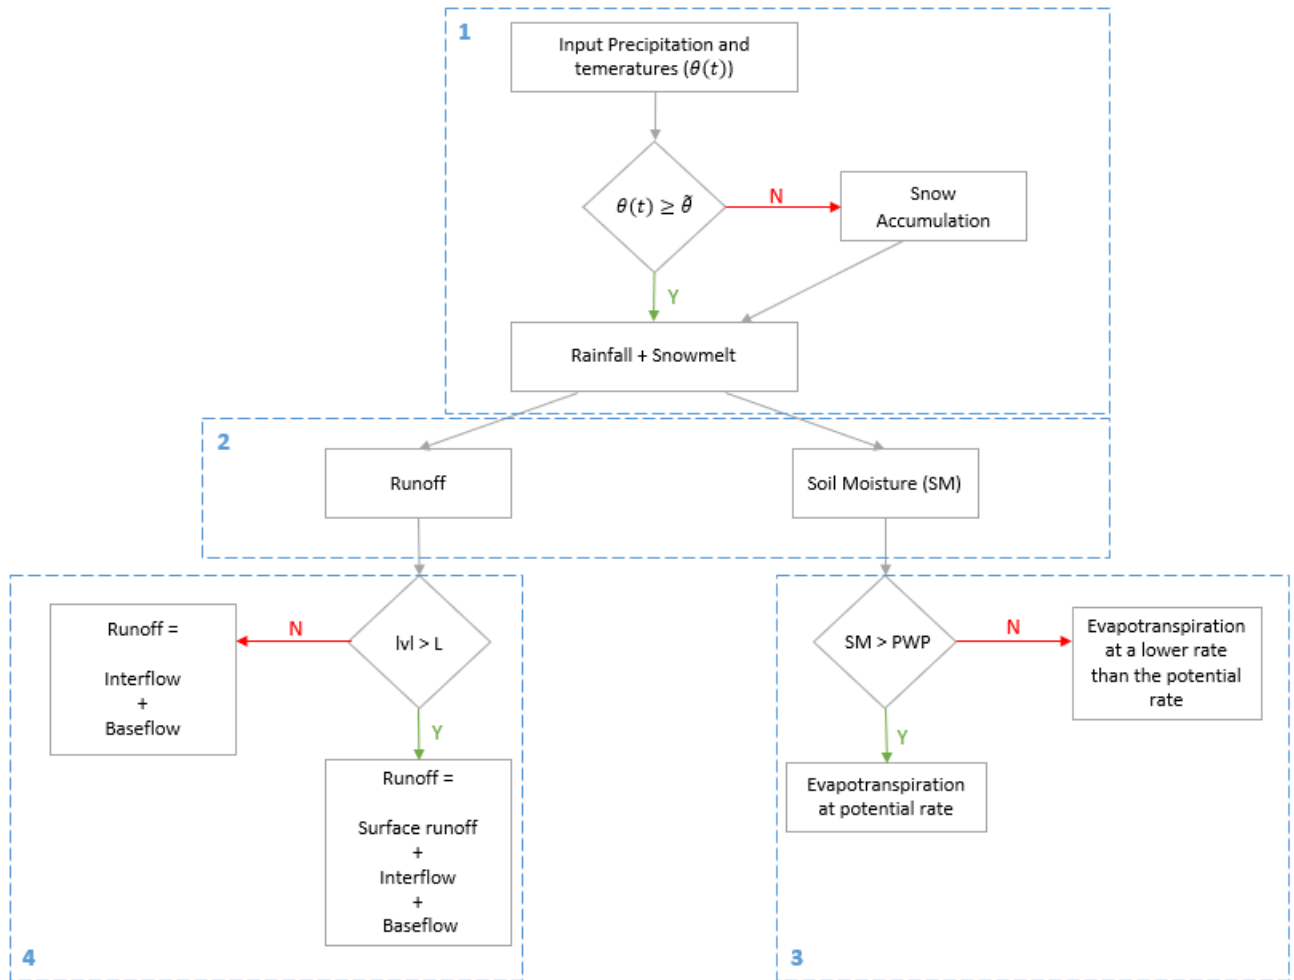 1
Input Precipitation and
temeratures (θ(t))
θ(t) ≥ θ̃
N
Snow
Accumulation
Y
Rainfall + Snowmelt
2
Runoff
Soil Moisture (SM)
Runoff =
Interflow
+
Baseflow
N
lvl > L
Y
Runoff =
Surface runoff
+
Interflow
+
Baseflow
4
SM > PWP
N
Evapotranspiration
at a lower rate
than the potential
rate
Y
Evapotranspiration
at potential rate
3